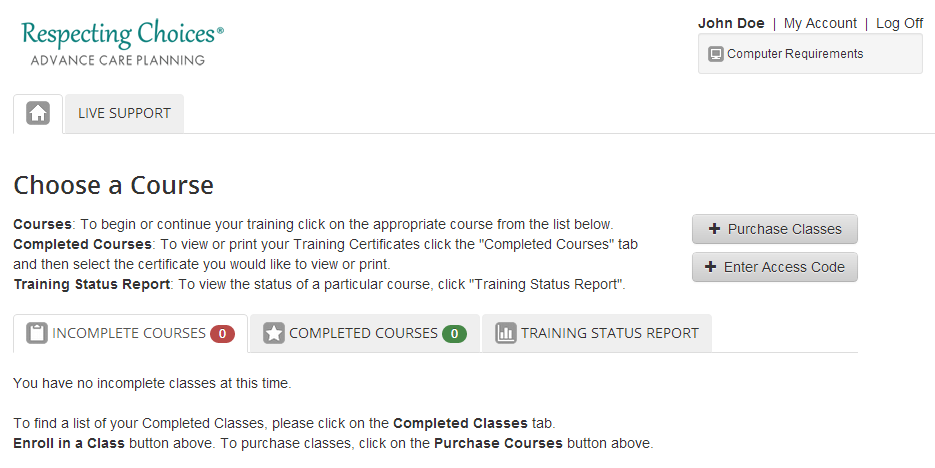 Respecting Choices®
ADVANCE CARE PLANNING
John Doe | My Account | Log Off
Computer Requirements
LIVE SUPPORT
Choose a Course
Courses: To begin or continue your training click on the appropriate course from the list below.
Completed Courses: To view or print your Training Certificates click the "Completed Courses" tab
and then select the certificate you would like to view or print.
Training Status Report: To view the status of a particular course, click "Training Status Report".
+ Purchase Classes
+ Enter Access Code
INCOMPLETE COURSES 0
COMPLETED COURSES 0
TRAINING STATUS REPORT
You have no incomplete classes at this time.
To find a list of your Completed Classes, please click on the Completed Classes tab.
Enroll in a Class button above. To purchase classes, click on the Purchase Courses button above.